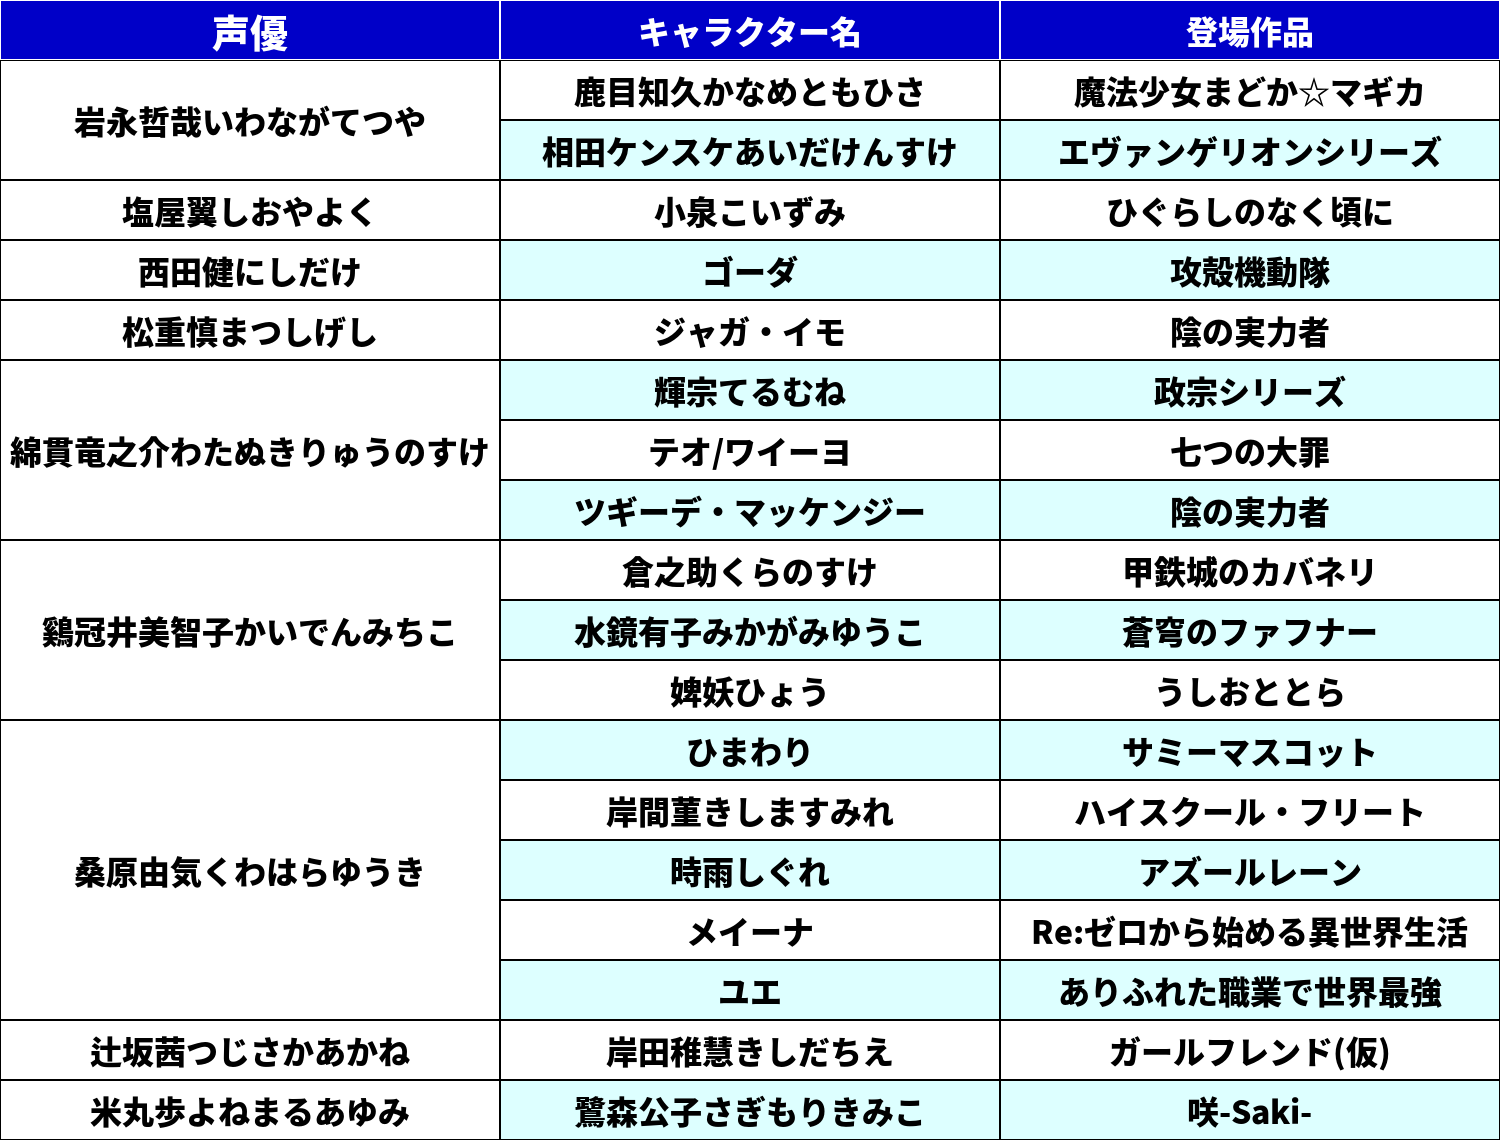 声優 キャラクター名 登場作品
岩永哲哉いわながてつや 鹿目知久かなめともひさ 魔法少女まどか☆マギカ
相田ケンスケあいだけんすけ エヴァンゲリオンシリーズ
塩屋翼しおやよく 小泉こいずみ ひぐらしのなく頃に
西田健にしだけ ゴーダ 攻殻機動隊
松重慎まつしげし ジャガ・イモ 陰の実力者
綿貫竜之介わたぬきりゅうのすけ 輝宗てるむね 政宗シリーズ
テオ/ワイーヨ 七つの大罪
ツギーデ・マッケンジー 陰の実力者
鷄冠井美智子かいでんみちこ 倉之助くらのすけ 甲鉄城のカバネリ
水鏡有子みかがみゆうこ 蒼穹のファフナー
婢妖ひょう うしおととら
桑原由気くわはらゆうき ひまわり サミーマスコット
岸間菫きしますみれ ハイスクール・フリート
時雨しぐれ アズールレーン
メイーナ Re:ゼロから始める異世界生活
ユエ ありふれた職業で世界最強
辻坂茜つじさかあかね 岸田稚慧きしだちえ ガールフレンド(仮)
米丸歩よねまるあゆみ 鷺森公子さぎもりきみこ 咲-Saki-